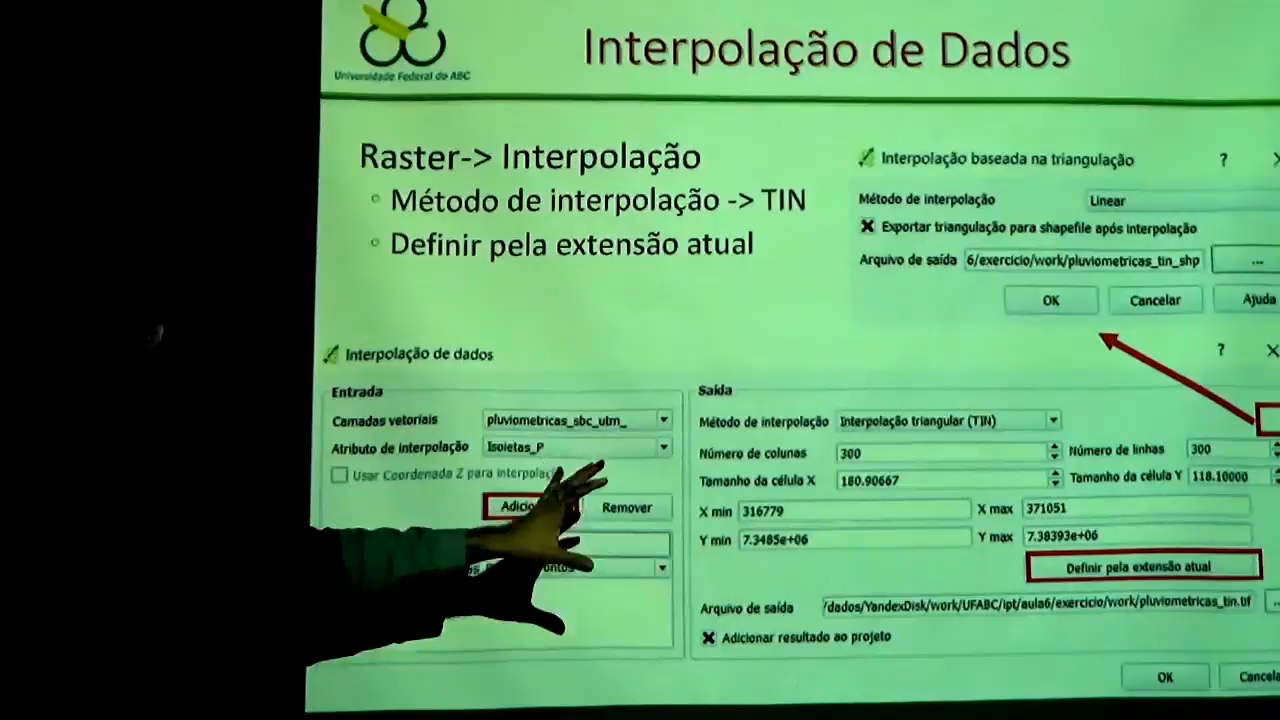 Universidade Federal do ABC
Interpolação de Dados
Raster-> Interpolação
◦ Método de interpolação -> TIN
◦ Definir pela extensão atual
Interpolação baseada na triangulação ?
Método de interpolação Linear
Exportar triangulação para shapefile após interpolação
Arquivo de saída 6/exercicio/work/pluviometricas_tin_shp ...
OK Cancelar Ajuda
Interpolação de dados ?
Entrada
Camadas vetoriais pluviometricas_sbc_utm_
Atributo de interpolação Isoietas_P
Usar Coordenada Z para
Remover
Saída
Método de interpolação Interpolação triangular (TIN)
Número de colunas 300 Número de linhas 300
Tamanho da célula X 180.90667 Tamanho da célula Y 118.10000
X min 316779 X max 371051
Y min 7.3485e+06 Y max 7.38393e+06
Definir pela extensão atual
Arquivo de saída /dados/YandexDisk/work/UFABC/ipt/aula6/exercicio/work/pluviometricas_tin.tif
Adicionar resultado ao projeto
OK